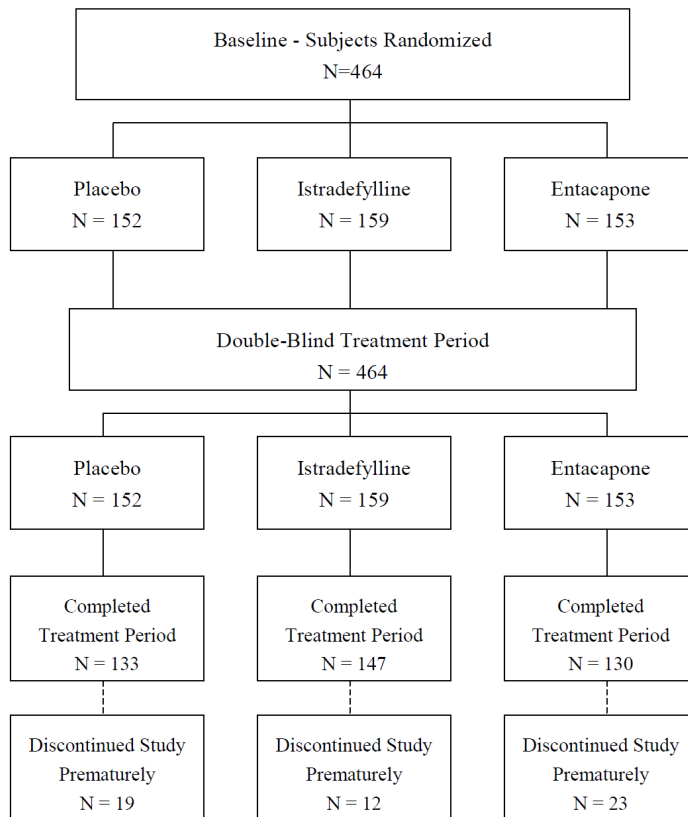 Baseline - Subjects Randomized
N=464
Placebo
N = 152
Istradefylline
N = 159
Entacapone
N = 153
Double-Blind Treatment Period
N = 464
Placebo
N = 152
Istradefylline
N = 159
Entacapone
N = 153
Completed
Treatment Period
N = 133
Completed
Treatment Period
N = 147
Completed
Treatment Period
N = 130
Discontinued Study
Prematurely
N = 19
Discontinued Study
Prematurely
N = 12
Discontinued Study
Prematurely
N = 23